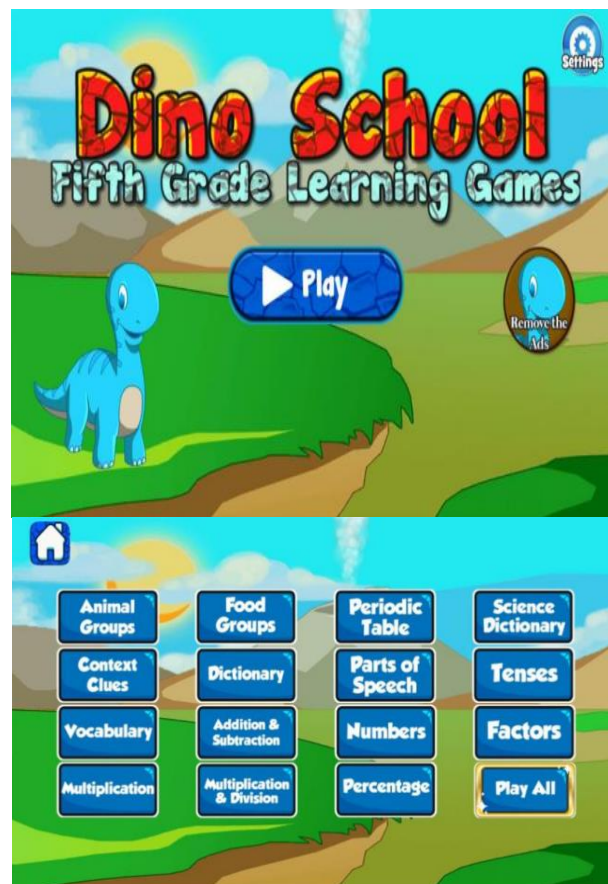 Settings
Dino School
Fifth Grade Learning Games
Play
Remove the
Ads
Animal
Groups
Food
Groups
Periodic
Table
Science
Dictionary
Context
Clues
Dictionary
Parts of
Speech
Tenses
Vocabulary
Addition &
Subtraction
Numbers
Factors
Multiplication
Multiplication
& Division
Percentage
Play All